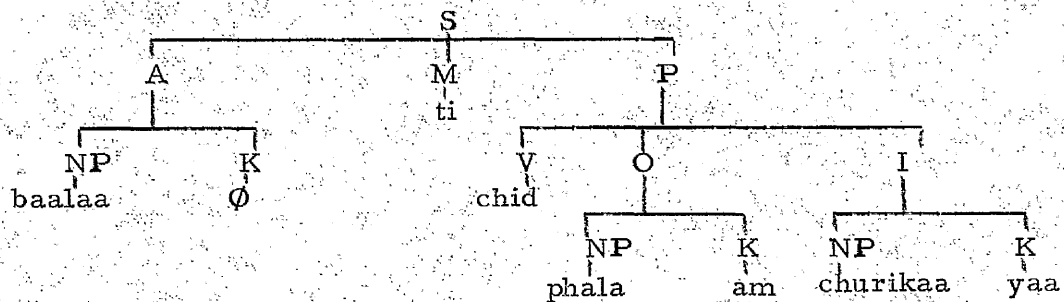 S
A M P
ti
NP K V O I
baalaa Ø chid
NP K NP K
phala am churikaa yaa